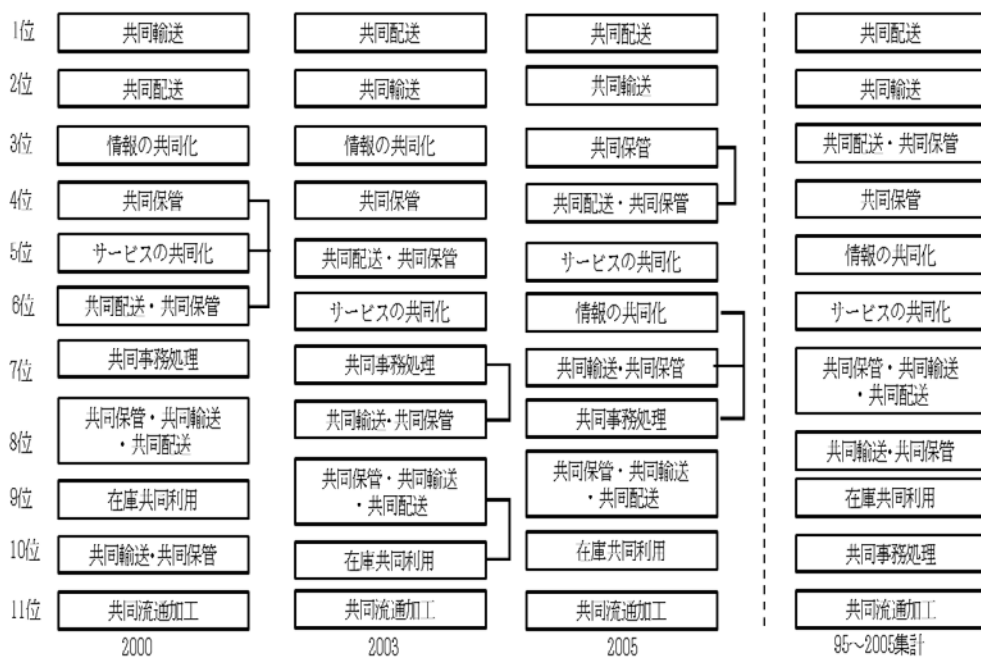 1位 共同輸送 共同配送 共同配送 共同配送
2位 共同配送 共同輸送 共同輸送 共同輸送
3位 情報の共同化 情報の共同化 共同保管 共同配送・共同保管
4位 共同保管 共同保管 共同配送・共同保管 共同保管
5位 サービスの共同化 共同配送・共同保管 サービスの共同化 情報の共同化
6位 共同配送・共同保管 サービスの共同化 情報の共同化 サービスの共同化
7位 共同事務処理 共同事務処理 共同輸送・共同保管 共同保管・共同輸送
・共同配送
8位 共同保管・共同輸送 共同輸送・共同保管 共同事務処理 共同輸送・共同保管
・共同配送
9位 在庫共同利用 共同保管・共同輸送 共同保管・共同輸送 在庫共同利用
・共同配送 ・共同配送
10位 共同輸送・共同保管 在庫共同利用 在庫共同利用 共同事務処理
11位 共同流通加工 共同流通加工 共同流通加工 共同流通加工
2000 2003 2005 95～2005集計